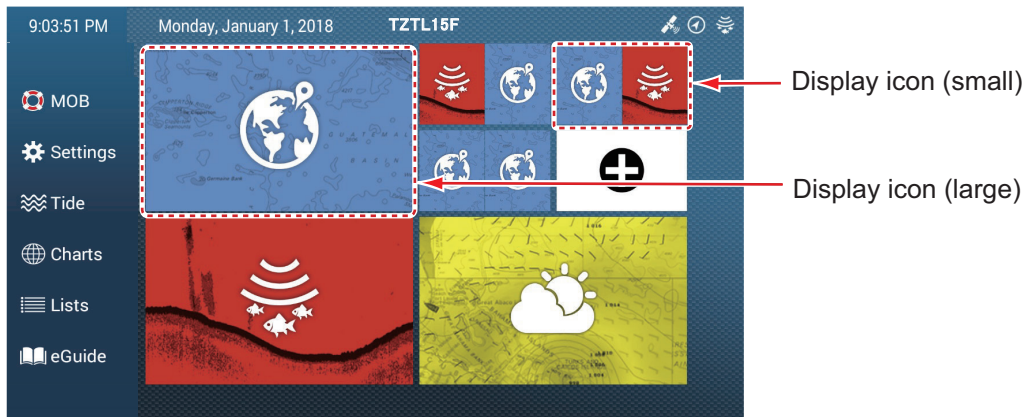 9:03:51 PM Monday, January 1, 2018 TZTL15F
Display icon (small)
MOB
Settings
Display icon (large)
Tide
Charts
Lists
eGuide